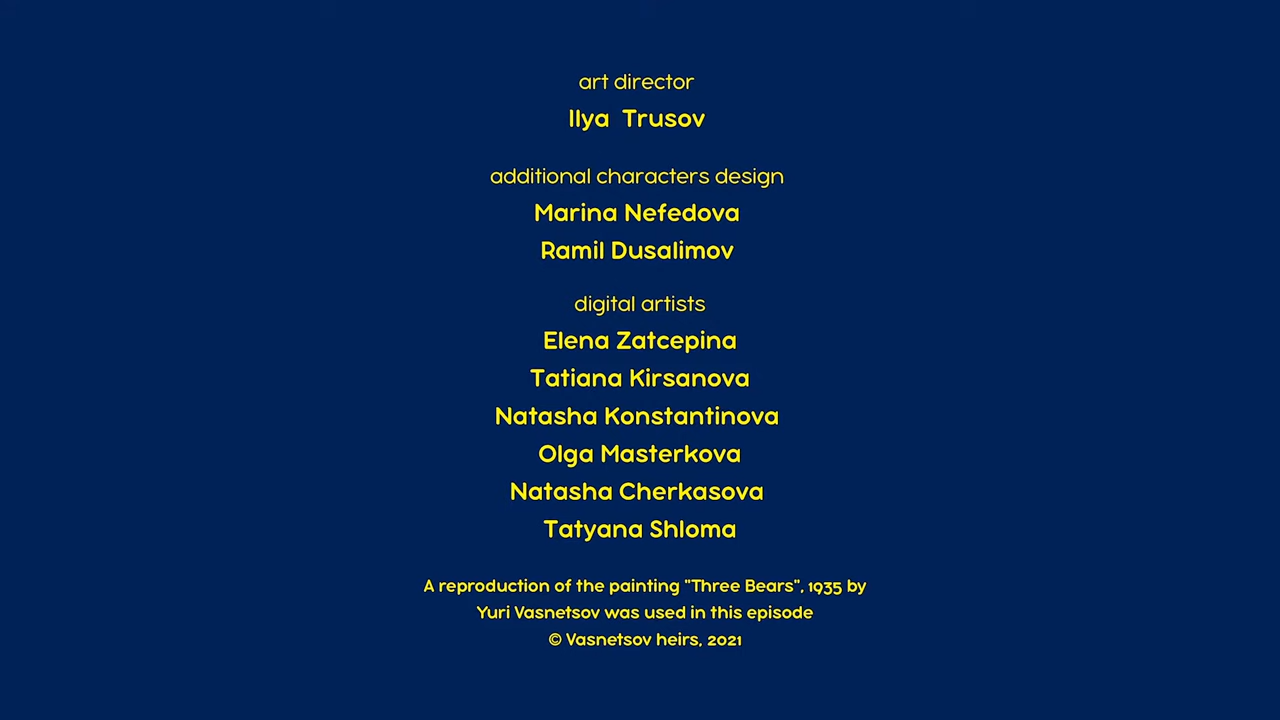 art director
Ilya Trusov
additional characters design
Marina Nefedova
Ramil Dusalimov
digital artists
Elena Zatcepina
Tatiana Kirsanova
Natasha Konstantinova
Olga Masterkova
Natasha Cherkasova
Tatyana Shloma
A reproduction of the painting "Three Bears", 1935 by
Yuri Vasnetsov was used in this episode
© Vasnetsov heirs, 2021